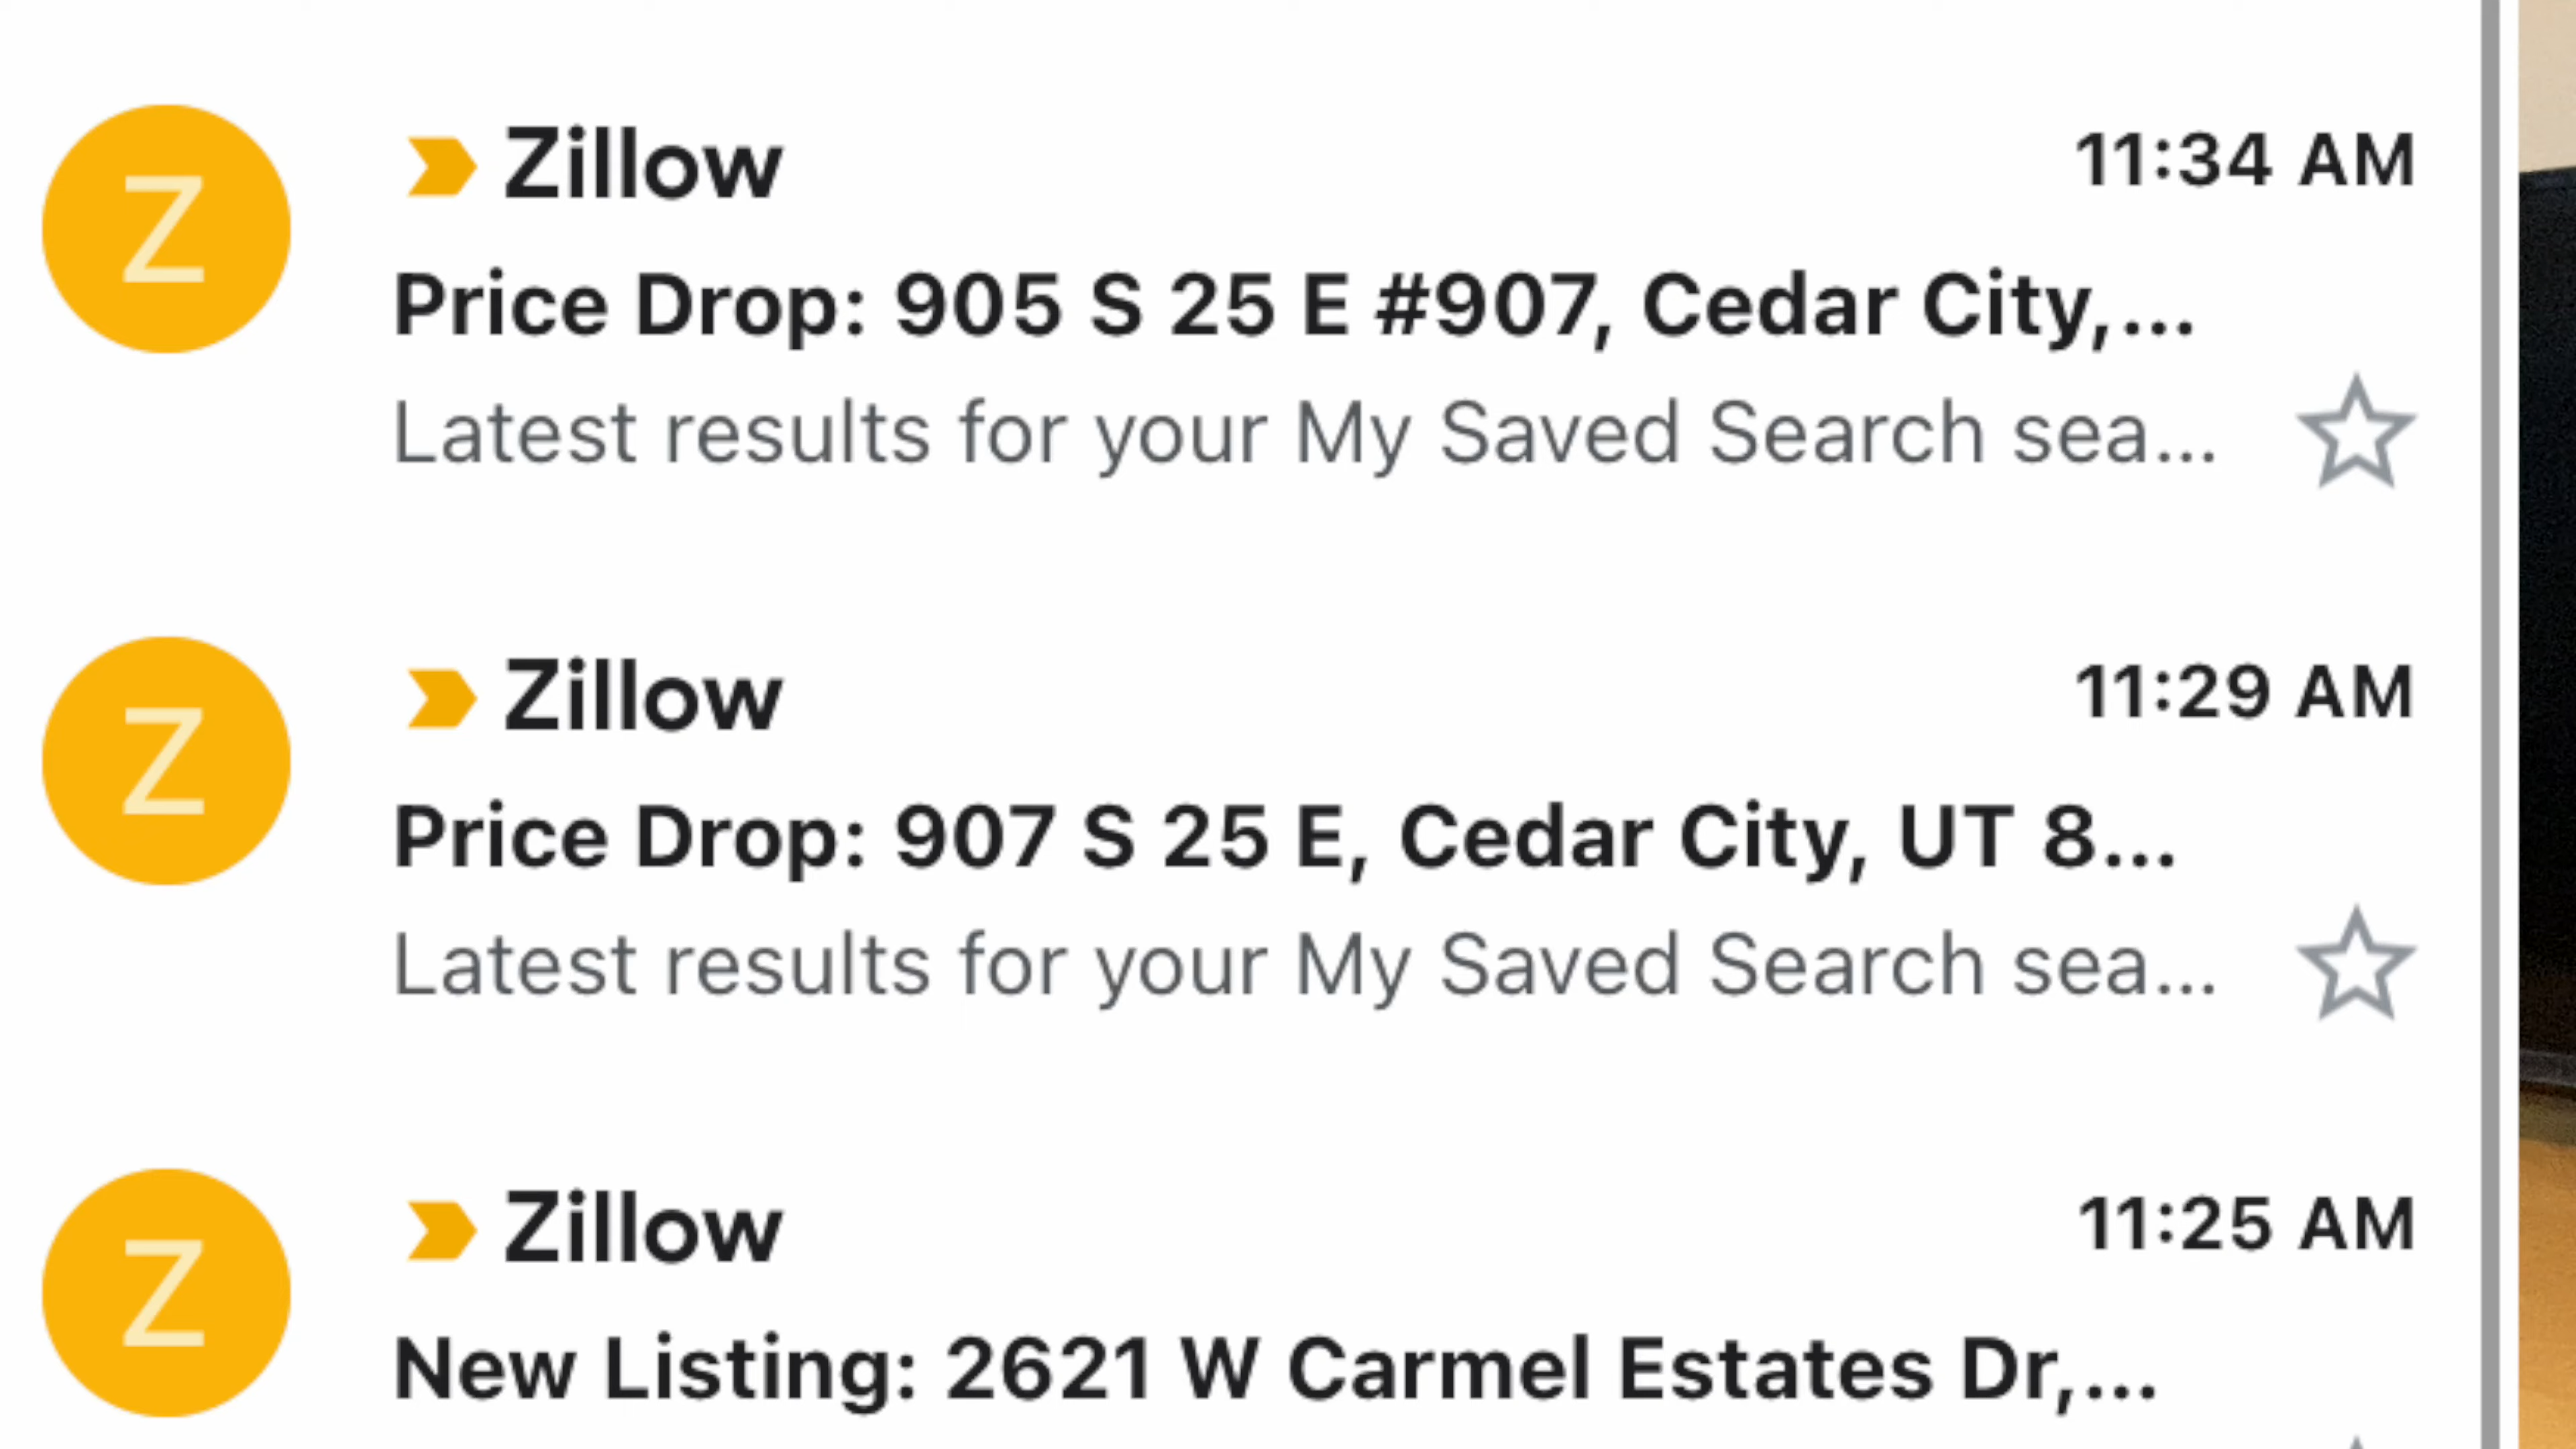 Z
Zillow 11:34 AM
Price Drop: 905 S 25 E #907, Cedar City,...
Latest results for your My Saved Search sea...
Z
Zillow 11:29 AM
Price Drop: 907 S 25 E, Cedar City, UT 8...
Latest results for your My Saved Search sea...
Z
Zillow 11:25 AM
New Listing: 2621 W Carmel Estates Dr,...